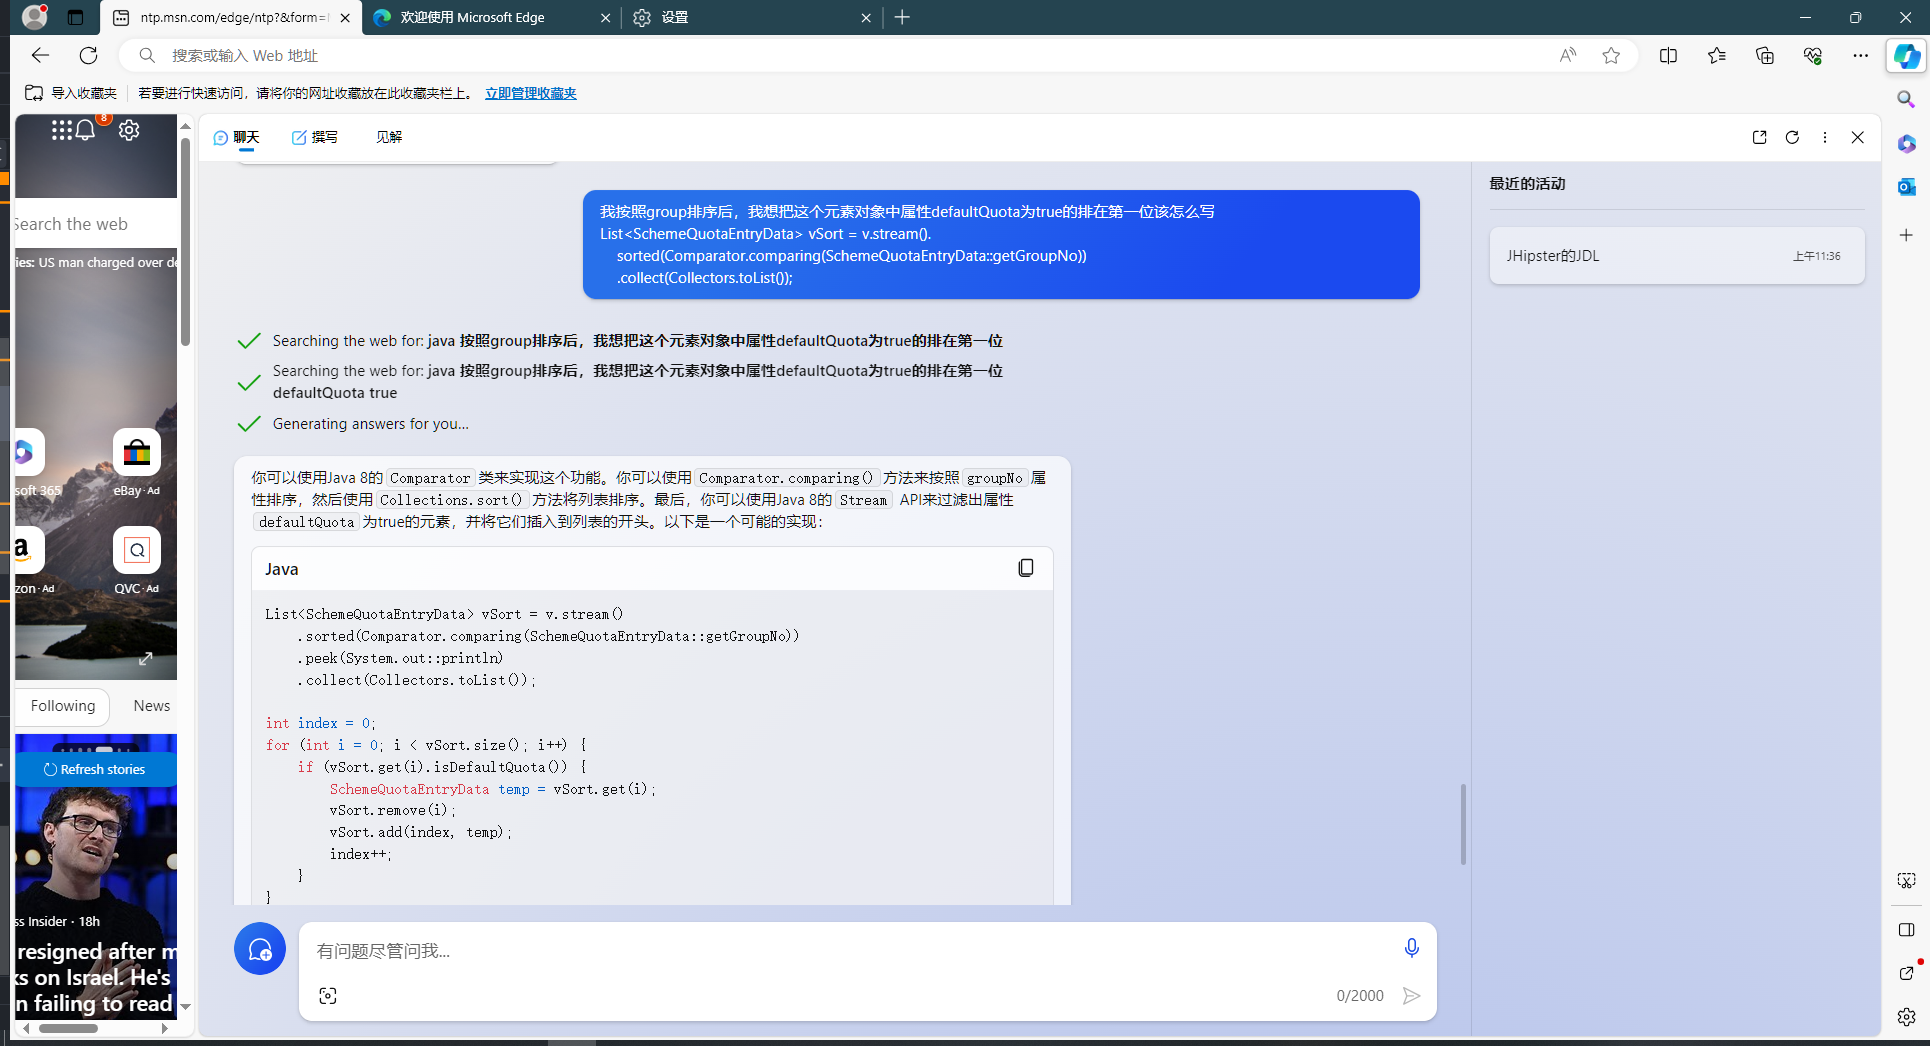 ntp.msn.com/edge/ntp?&form=
欢迎使用 Microsoft Edge
设置
搜索或输入 Web 地址
导入收藏夹
若要进行快速访问，请将你的网址收藏放在此收藏夹栏上。 立即管理收藏夹
8
Search the web
ies: US man charged over de
soft 365
eBay · Ad
zon · Ad
QVC · Ad
Following
News
Refresh stories
ss Insider · 18h
resigned after m
ks on Israel. He's
n failing to read
聊天
撰写
见解
我按照group排序后，我想把这个元素对象中属性defaultQuota为true的排在第一位该怎么写
List<SchemeQuotaEntryData> vSort = v.stream().
sorted(Comparator.comparing(SchemeQuotaEntryData::getGroupNo))
.collect(Collectors.toList());
Searching the web for: java 按照group排序后，我想把这个元素对象中属性defaultQuota为true的排在第一位
Searching the web for: java 按照group排序后，我想把这个元素对象中属性defaultQuota为true的排在第一位
defaultQuota true
Generating answers for you...
你可以使用Java 8的 Comparator 类来实现这个功能。你可以使用 Comparator.comparing() 方法来按照 groupNo 属
性排序，然后使用 Collections.sort() 方法将列表排序。最后，你可以使用Java 8的 Stream API来过滤出属性
defaultQuota 为true的元素，并将它们插入到列表的开头。以下是一个可能的实现：
Java
List<SchemeQuotaEntryData> vSort = v.stream()
.sorted(Comparator.comparing(SchemeQuotaEntryData::getGroupNo))
.peek(System.out::println)
.collect(Collectors.toList());
int index = 0;
for (int i = 0; i < vSort.size(); i++) {
if (vSort.get(i).isDefaultQuota()) {
SchemeQuotaEntryData temp = vSort.get(i);
vSort.remove(i);
vSort.add(index, temp);
index++;
}
}
有问题尽管问我...
0/2000
最近的活动
JHipster的JDL
上午11:36